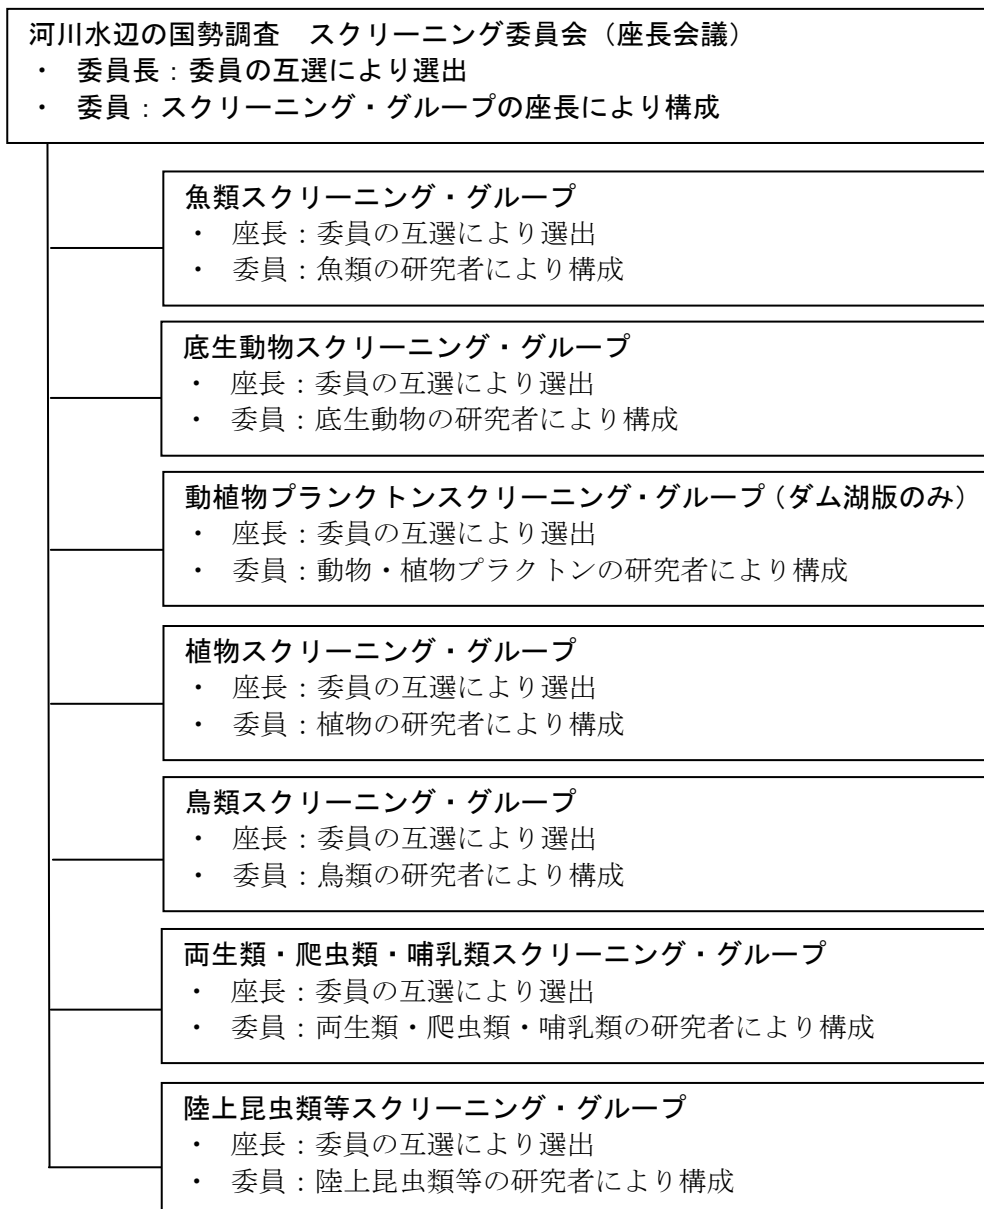 河川水辺の国勢調査　スクリーニング委員会（座長会議）
・　委員長：委員の互選により選出
・　委員：スクリーニング・グループの座長により構成
魚類スクリーニング・グループ
・　座長：委員の互選により選出
・　委員：魚類の研究者により構成
底生動物スクリーニング・グループ
・　座長：委員の互選により選出
・　委員：底生動物の研究者により構成
動植物プランクトンスクリーニング・グループ（ダム湖版のみ）
・　座長：委員の互選により選出
・　委員：動物・植物プラクトンの研究者により構成
植物スクリーニング・グループ
・　座長：委員の互選により選出
・　委員：植物の研究者により構成
鳥類スクリーニング・グループ
・　座長：委員の互選により選出
・　委員：鳥類の研究者により構成
両生類・爬虫類・哺乳類スクリーニング・グループ
・　座長：委員の互選により選出
・　委員：両生類・爬虫類・哺乳類の研究者により構成
陸上昆虫類等スクリーニング・グループ
・　座長：委員の互選により選出
・　委員：陸上昆虫類等の研究者により構成